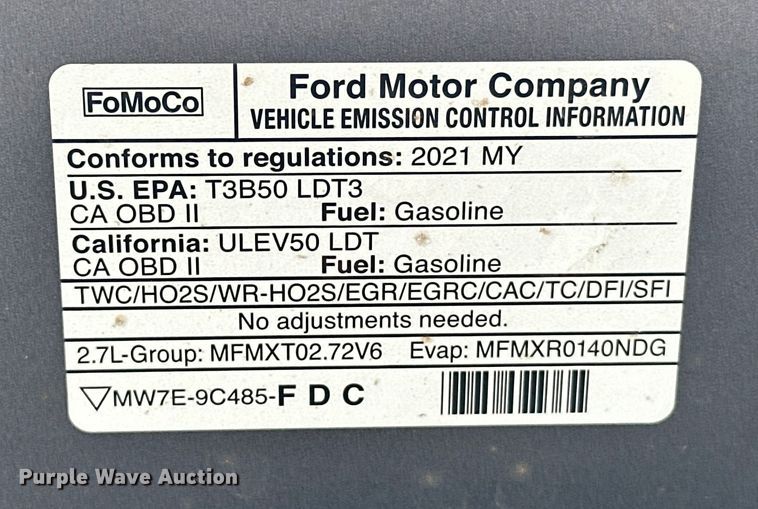 FoMoCo
Ford Motor Company
VEHICLE EMISSION CONTROL INFORMATION
Conforms to regulations: 2021 MY
U.S. EPA: T3B50 LDT3
CA OBD II Fuel: Gasoline
California: ULEV50 LDT
CA OBD II Fuel: Gasoline
TWC/HO2S/WR-HO2S/EGR/EGRC/CAC/TC/DFI/SFI
No adjustments needed.
2.7L-Group: MFMXT02.72V6 Evap: MFMXR0140NDG
MW7E-9C485-F D C
Purple Wave Auction